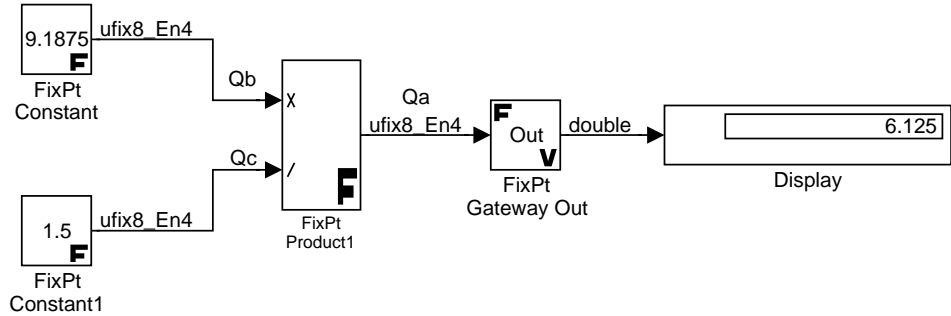 9.1875
F
ufix8_En4
FixPt
Constant
Qb
X
Qc
/
F
FixPt
Product1
Qa
ufix8_En4
F
Out
V
FixPt
Gateway Out
double
6.125
Display
1.5
F
ufix8_En4
FixPt
Constant1